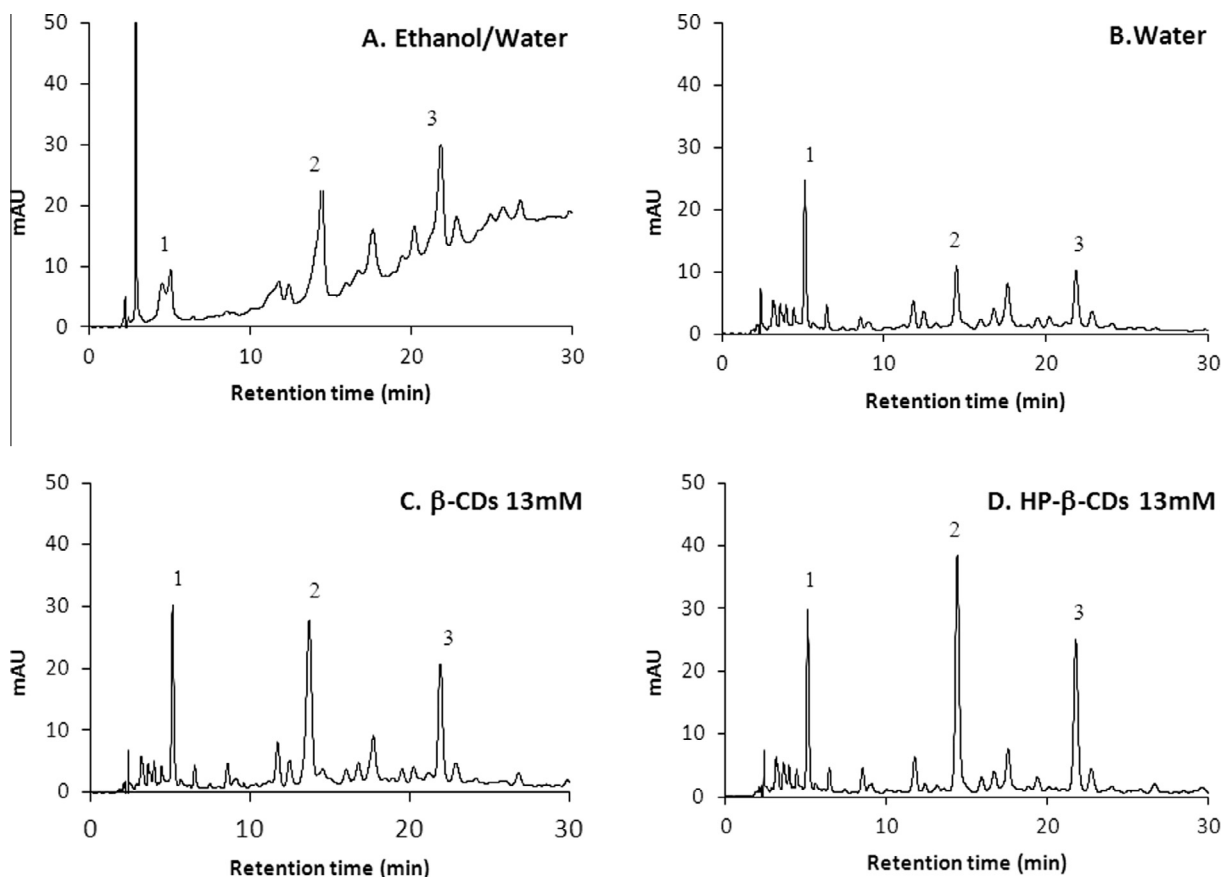 A. Ethanol/Water
50
40
30
20
10
0
mAU
1
2
3
0 10 20 30
Retention time (min)
B.Water
50
40
30
20
10
0
mAU
1
2
3
0 10 20 30
Retention time (min)
C. β-CDs 13mM
50
40
30
20
10
0
mAU
1
2
3
0 10 20 30
Retention time (min)
D. HP-β-CDs 13mM
50
40
30
20
10
0
mAU
1
2
3
0 10 20 30
Retention time (min)